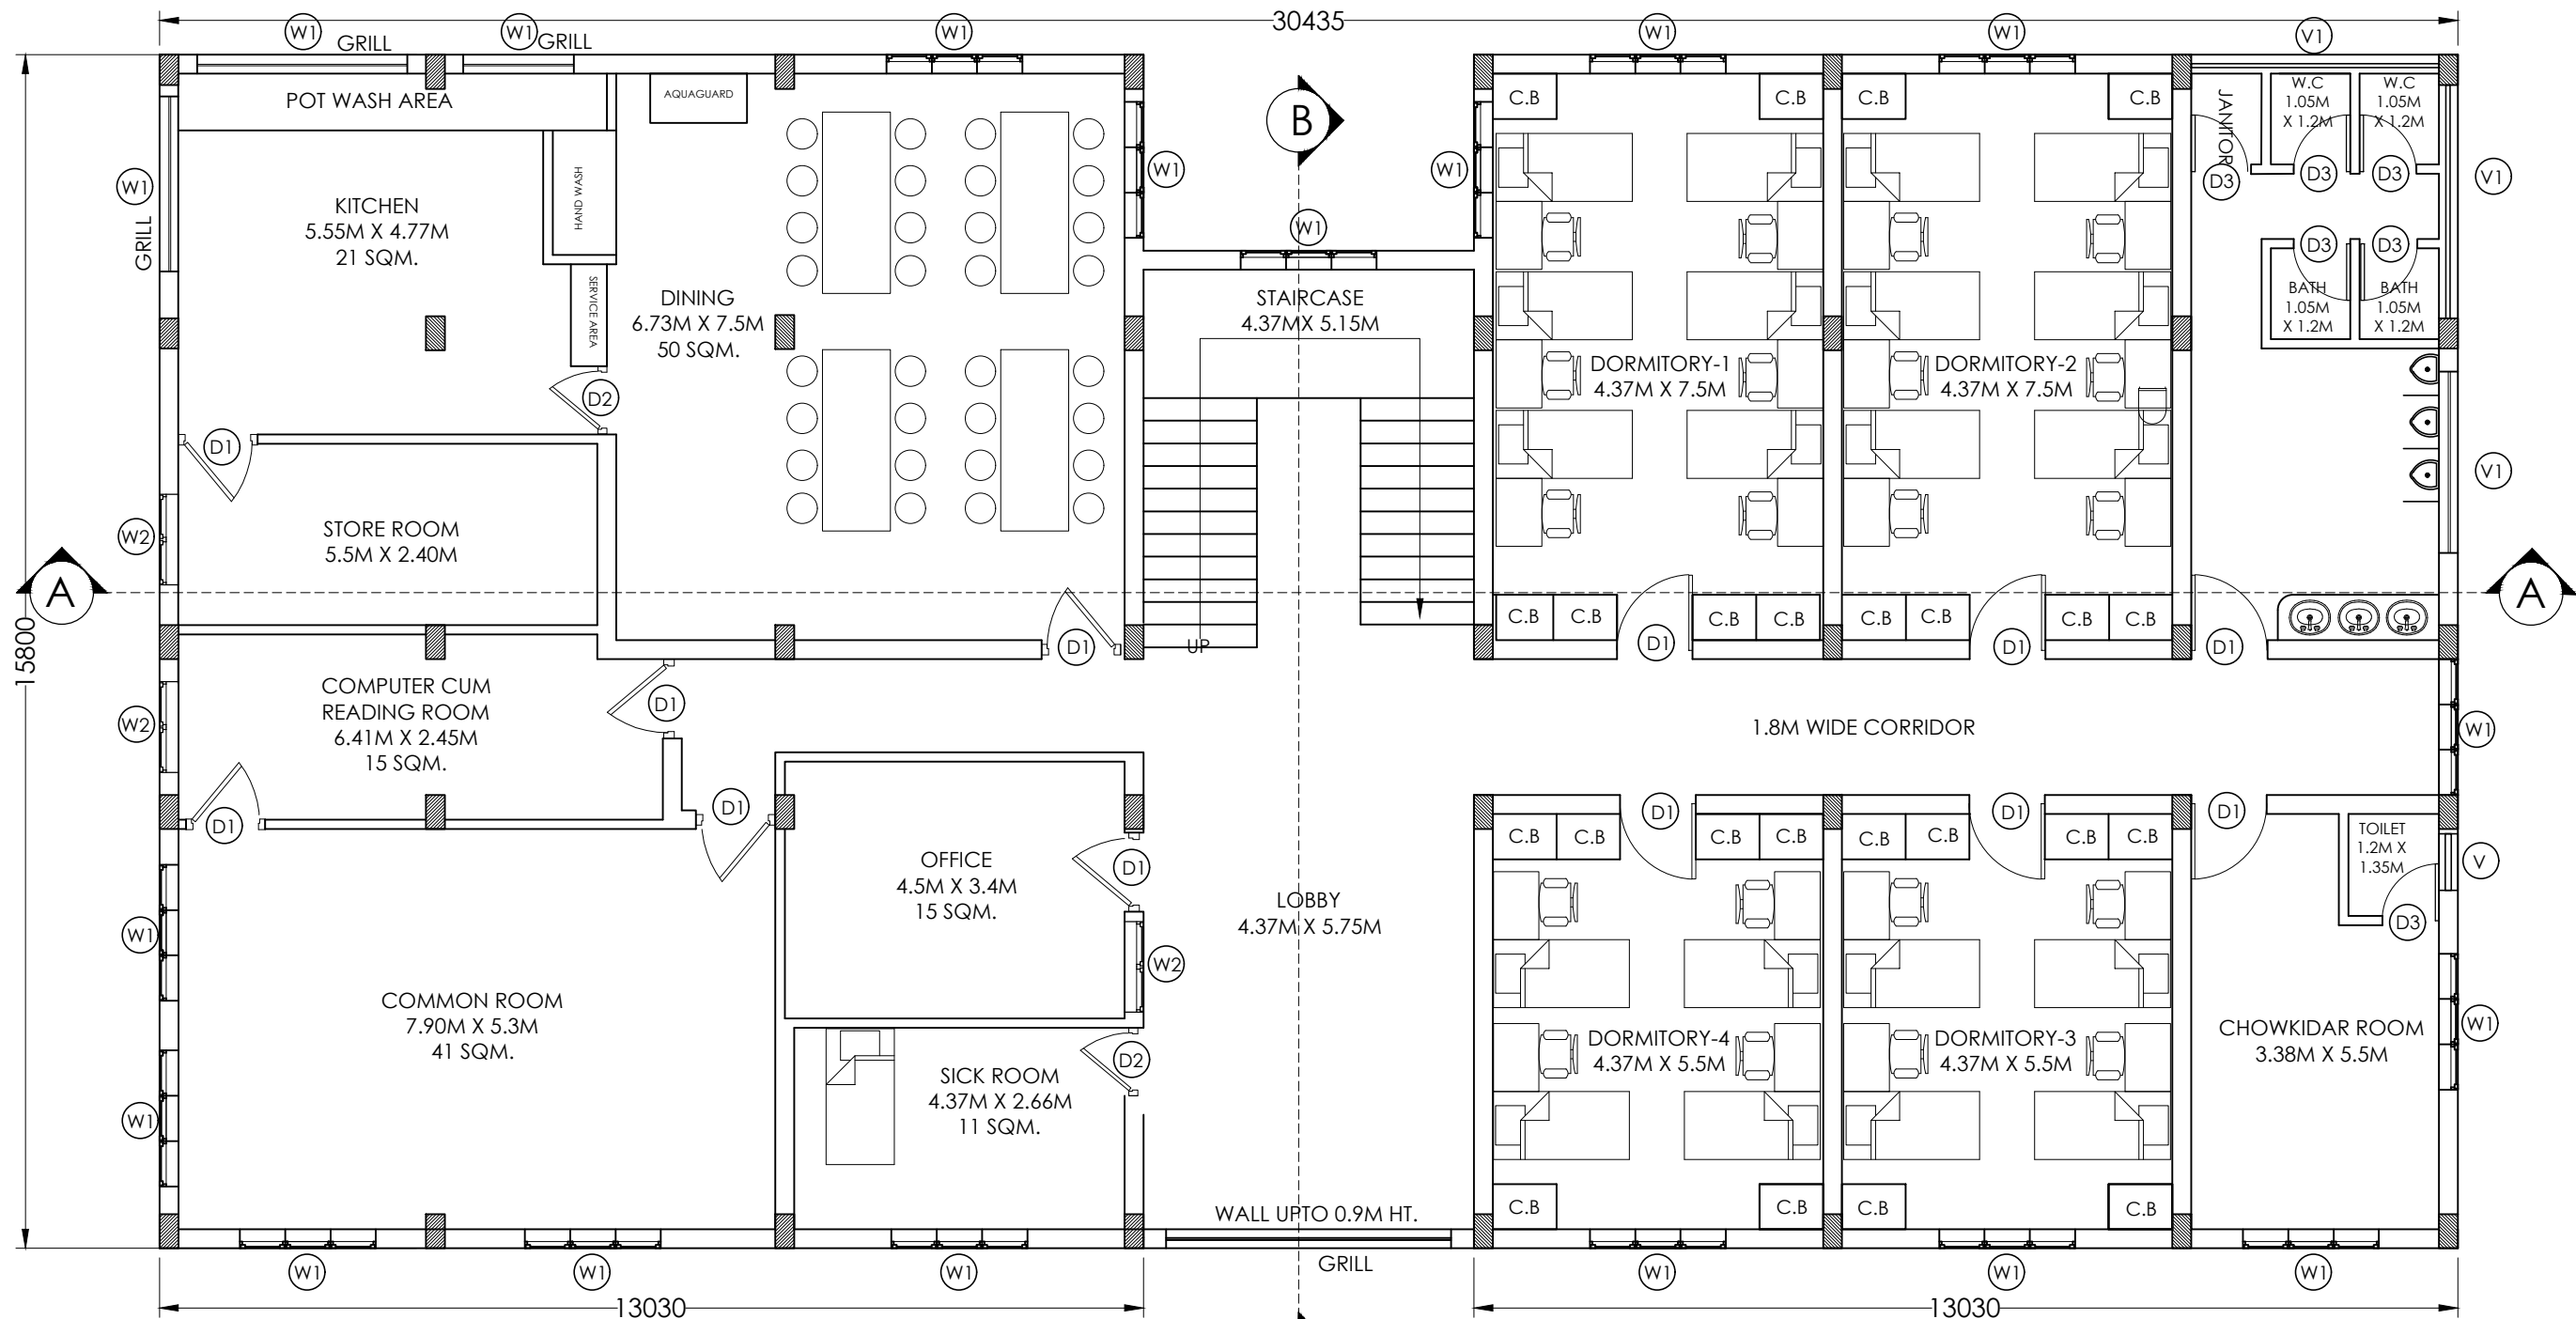 30435
W1
GRILL
W1
GRILL
W1
W1
W1
V1
POT WASH AREA
AQUAGUARD
B
C.B
C.B
C.B
C.B
JANITOR
W.C
1.05M
X 1.2M
W.C
1.05M
X 1.2M
W1
GRILL
HAND WASH
W1
W1
D3
D3
D3
V1
KITCHEN
5.55M X 4.77M
21 SQM.
W1
D3
D3
SERVICE AREA
DINING
6.73M X 7.5M
50 SQM.
STAIRCASE
4.37MX 5.15M
BATH
1.05M
X 1.2M
BATH
1.05M
X 1.2M
D2
DORMITORY-1
4.37M X 7.5M
DORMITORY-2
4.37M X 7.5M
D1
V1
W2
STORE ROOM
5.5M X 2.40M
A
A
15800
UP
D1
C.B
C.B
C.B
C.B
C.B
C.B
C.B
C.B
D1
D1
D1
W2
COMPUTER CUM
READING ROOM
6.41M X 2.45M
15 SQM.
D1
1.8M WIDE CORRIDOR
W1
D1
D1
D1
D1
D1
C.B
C.B
C.B
C.B
C.B
C.B
C.B
C.B
TOILET
1.2M X
1.35M
V
OFFICE
4.5M X 3.4M
15 SQM.
D1
W1
W2
LOBBY
4.37M X 5.75M
D3
COMMON ROOM
7.90M X 5.3M
41 SQM.
D2
DORMITORY-4
4.37M X 5.5M
DORMITORY-3
4.37M X 5.5M
CHOWKIDAR ROOM
3.38M X 5.5M
W1
SICK ROOM
4.37M X 2.66M
11 SQM.
W1
WALL UPTO 0.9M HT.
C.B
C.B
C.B
C.B
GRILL
W1
W1
W1
W1
W1
W1
13030
13030